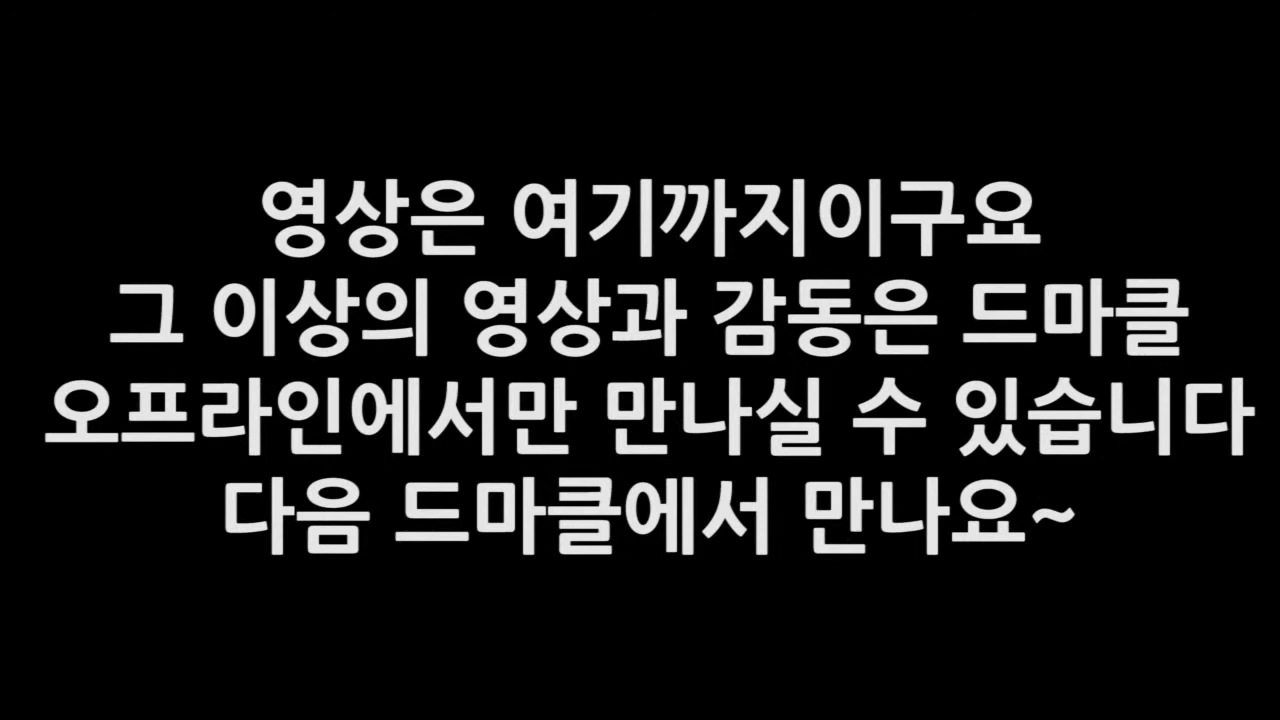 영상은 여기까지이구요
그 이상의 영상과 감동은 드마클
오프라인에서만 만나실 수 있습니다
다음 드마클에서 만나요~